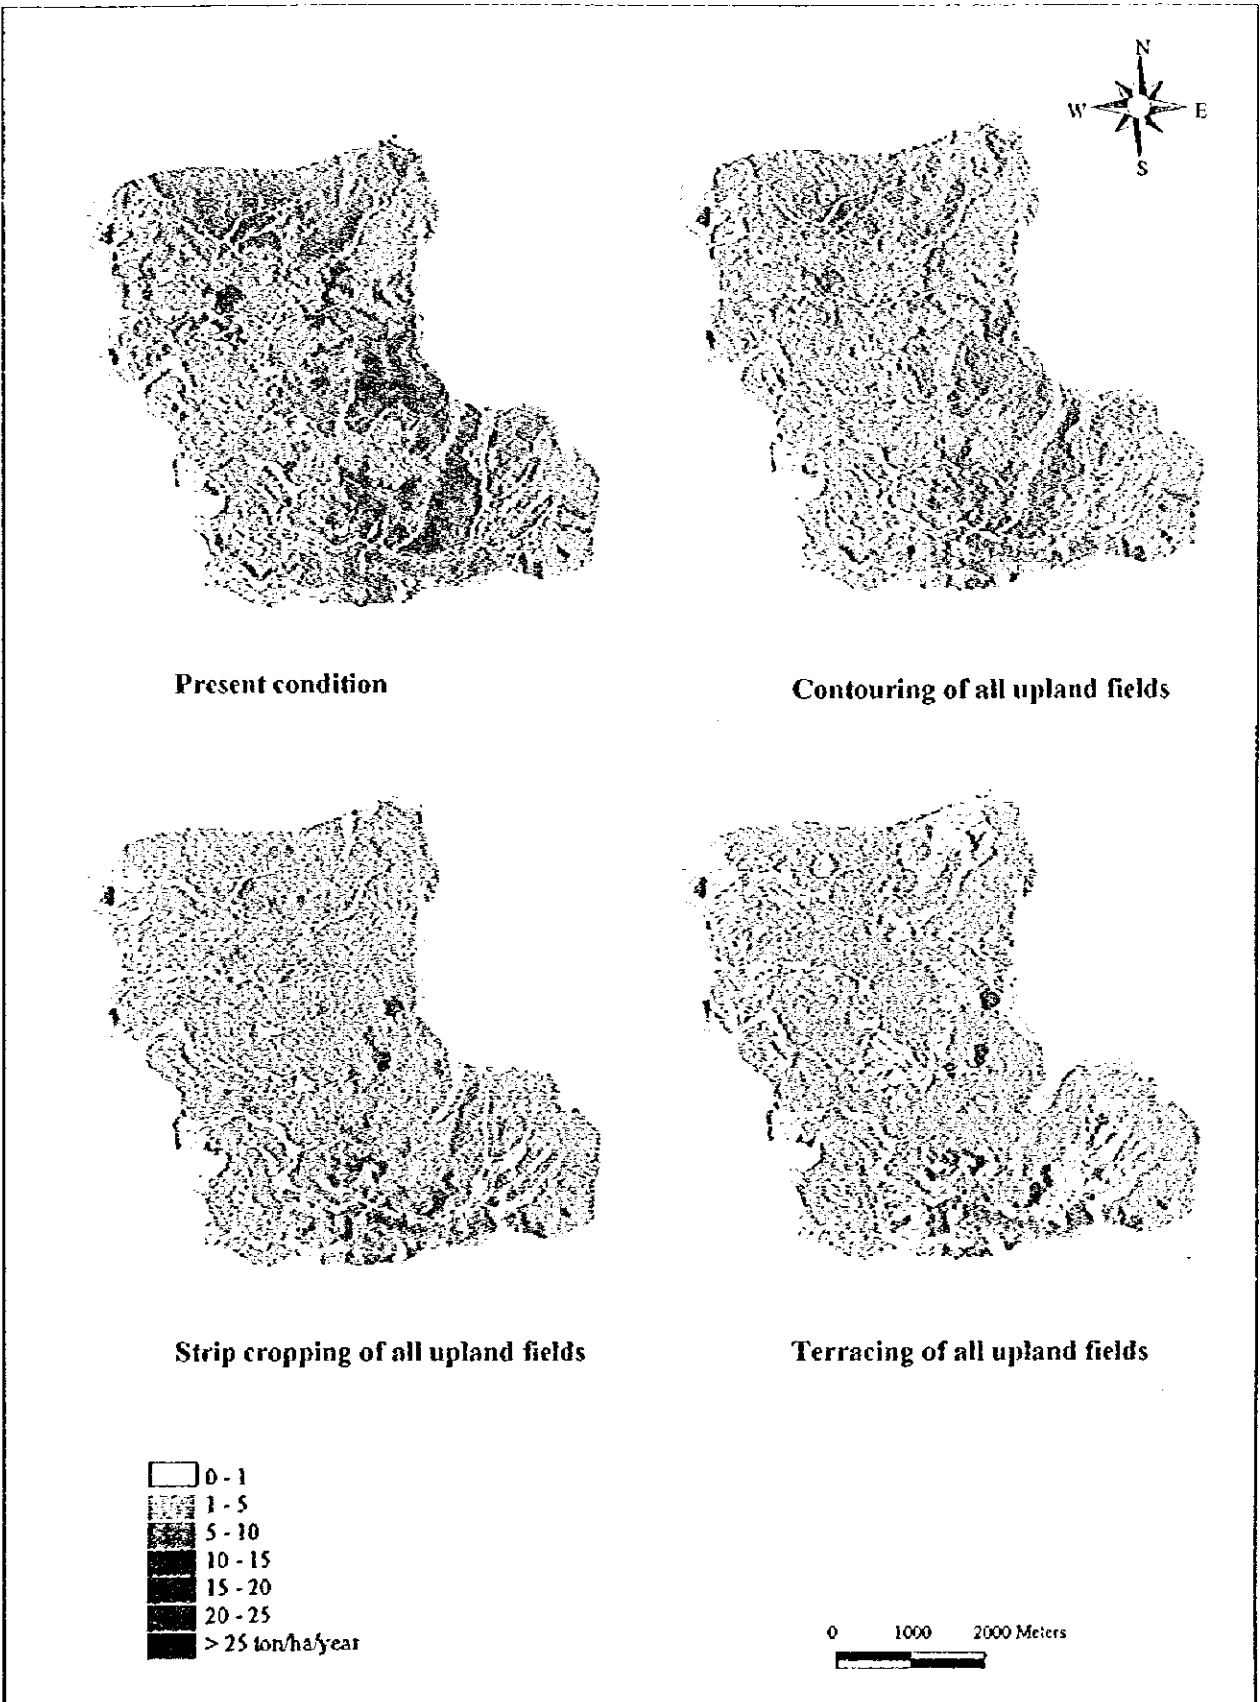 N
W E
S
Present condition
Contouring of all upland fields
Strip cropping of all upland fields
Terracing of all upland fields
0 - 1
1 - 5
5 - 10
10 - 15
15 - 20
20 - 25
> 25 ton/ha/year
0 1000 2000 Meters